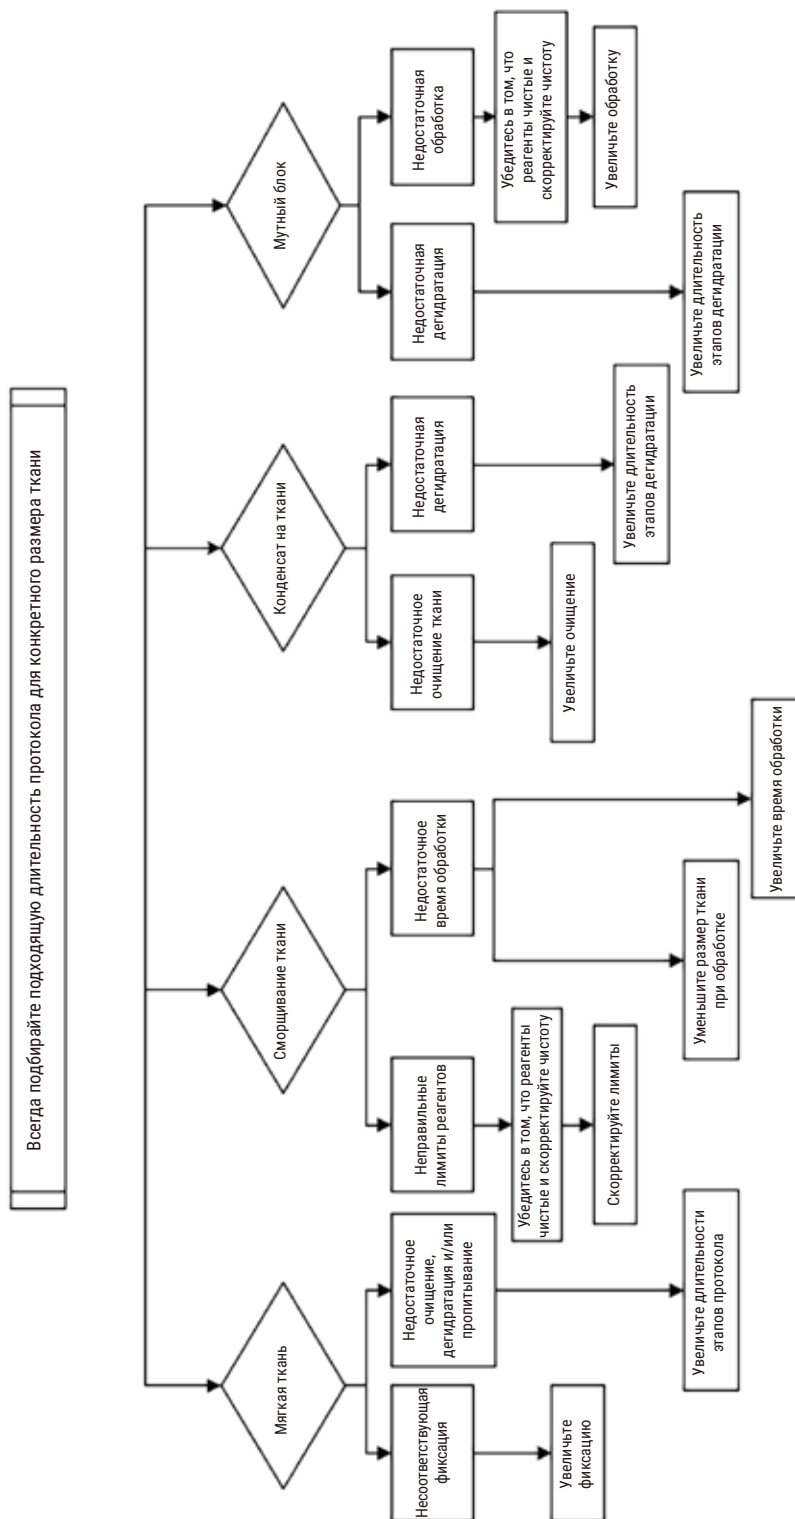 Всегда подбирайте подходящую длительность протокола для конкретного размера ткани
Мягкая ткань
Сморщивание ткани
Конденсат на ткани
Мутный блок
Несоответствующая
фиксация
Недостаточное
очищение,
дегидратация и/или
пропитывание
Неправильные
лимиты реагентов
Недостаточное
время обработки
Недостаточное
очищение ткани
Недостаточная
дегидратация
Недостаточная
дегидратация
Недостаточная
обработка
Увеличьте
фиксацию
Убедитесь в том, что реагенты
чистые и скорректируйте чистоту
Увеличьте очищение
Убедитесь в том, что
реагенты чистые и
скорректируйте чистоту
Скорректируйте лимиты
Увеличьте длительность
этапов дегидратации
Увеличьте обработку
Увеличьте длительности
этапов протокола
Уменьшите размер ткани
при обработке
Увеличьте длительность
этапов дегидратации
Увеличьте время обработки